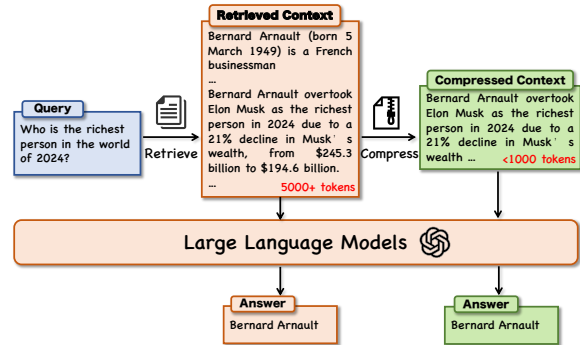 Retrieved Context
Bernard Arnault (born 5
March 1949) is a French
businessman
...
Bernard Arnault overtook
Elon Musk as the richest
person in 2024 due to a
21% decline in Musk's
wealth, from $245.3
billion to $194.6 billion.
...
5000+ tokens
Query
Who is the richest
person in the world
of 2024?
Retrieve
Compress
Compressed Context
Bernard Arnault overtook
Elon Musk as the richest
person in 2024 due to a
21% decline in Musk's
wealth ...
<1000 tokens
Large Language Models
Answer
Bernard Arnault
Answer
Bernard Arnault